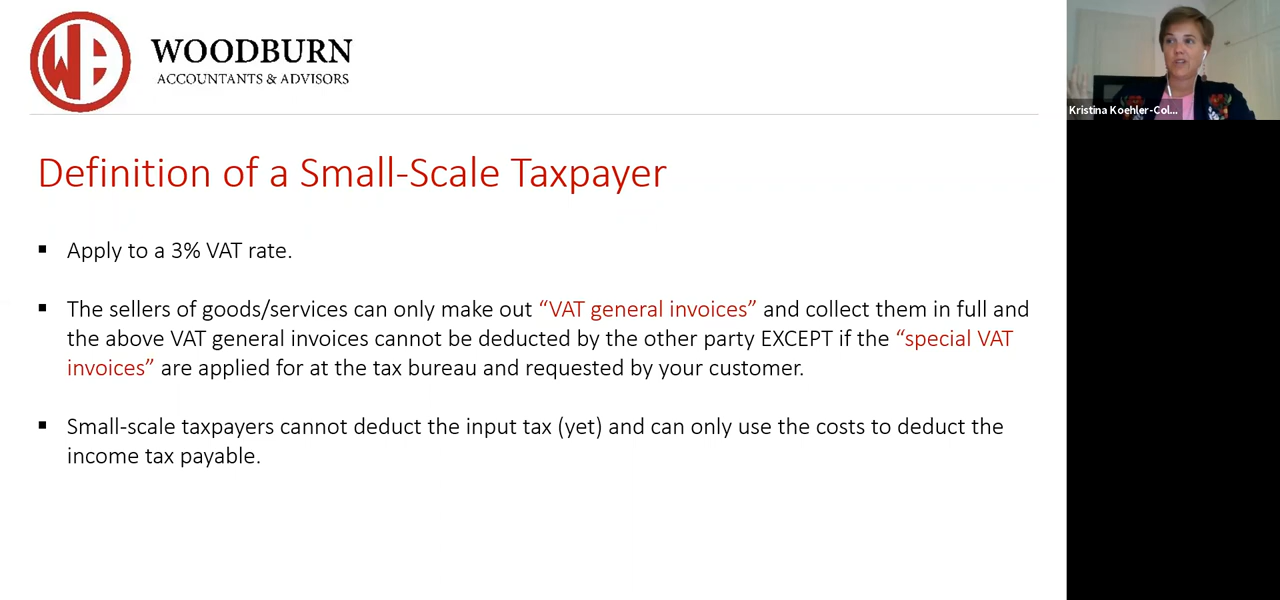 WB
WOODBURN
ACCOUNTANTS & ADVISORS
Kristina Koehler-Col...
Definition of a Small-Scale Taxpayer
▪ Apply to a 3% VAT rate.
▪ The sellers of goods/services can only make out “VAT general invoices” and collect them in full and
the above VAT general invoices cannot be deducted by the other party EXCEPT if the “special VAT
invoices” are applied for at the tax bureau and requested by your customer.
▪ Small-scale taxpayers cannot deduct the input tax (yet) and can only use the costs to deduct the
income tax payable.